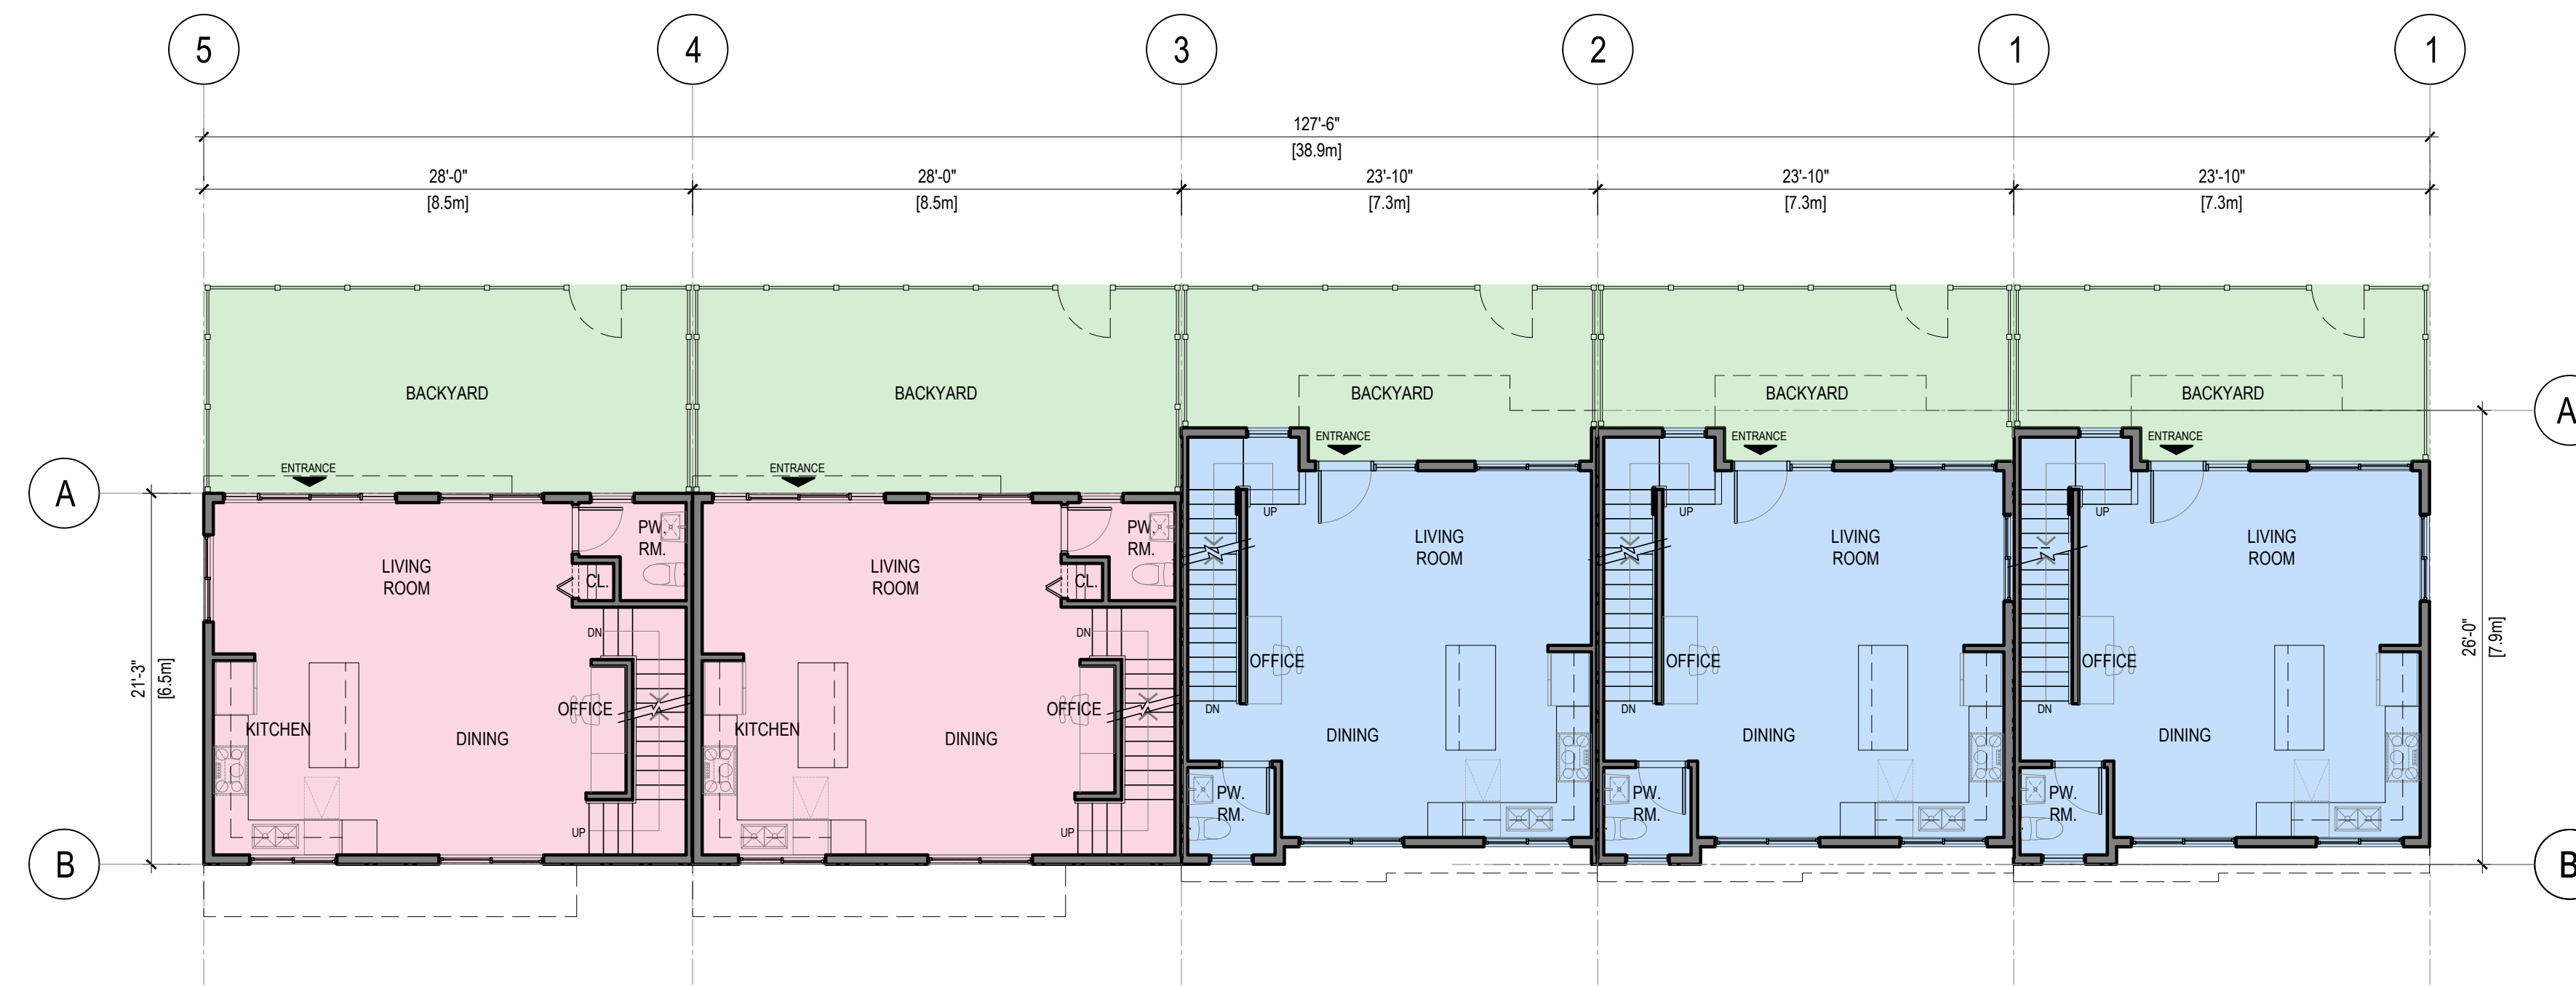 5 4 3 2 1 1
127'-6"
[38.9m]
28'-0" 28'-0" 23'-10" 23'-10" 23'-10"
[8.5m] [8.5m] [7.3m] [7.3m] [7.3m]
BACKYARD BACKYARD BACKYARD BACKYARD BACKYARD
A
ENTRANCE ENTRANCE ENTRANCE
ENTRANCE ENTRANCE
A
UP UP UP
PW. PW.
RM. RM.
LIVING LIVING LIVING
ROOM ROOM ROOM
LIVING LIVING
ROOM ROOM
CL. CL.
DN DN
21'-3"
[6.5m]
26'-0"
[7.9m]
OFFICE OFFICE OFFICE
OFFICE OFFICE
DN DN DN
KITCHEN KITCHEN
DINING DINING DINING DINING DINING
PW. PW. PW.
RM. RM. RM.
UP UP
B B